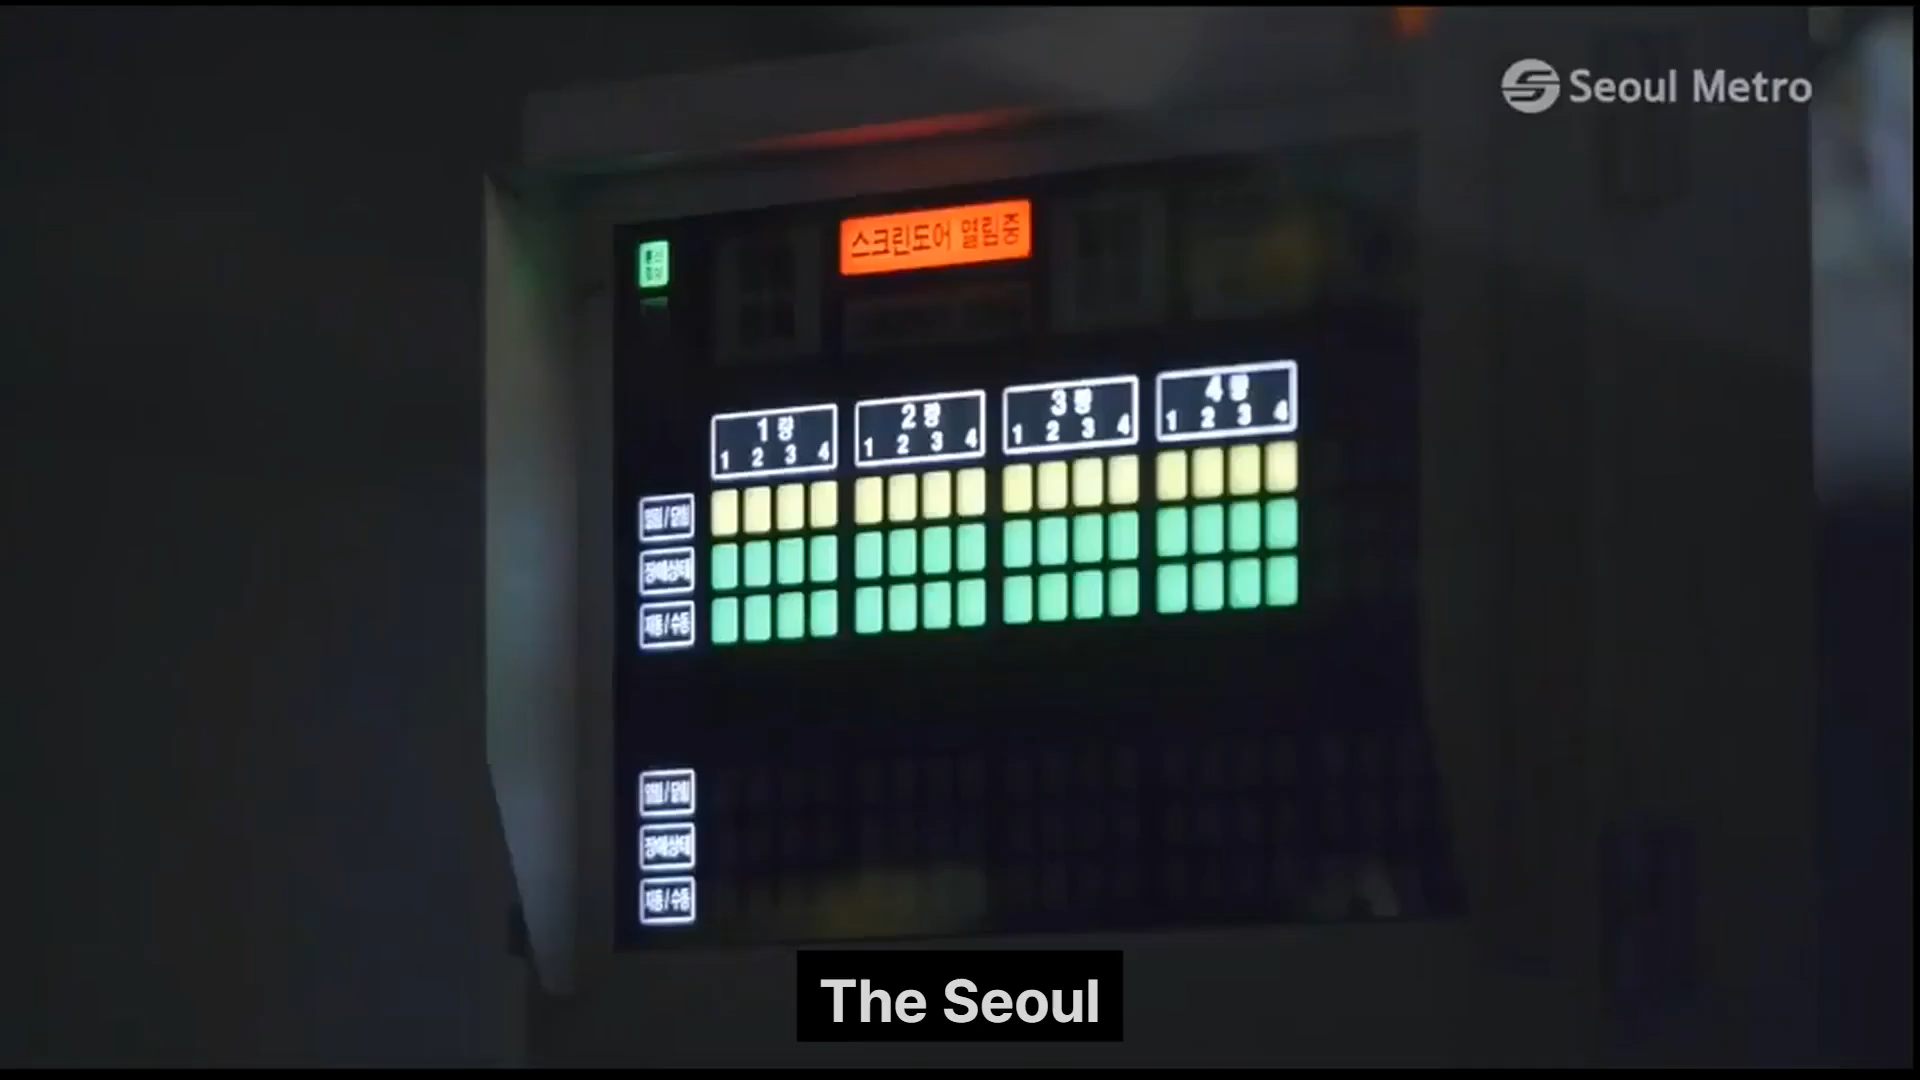 Seoul Metro
스크린도어 열림중
1량 2량 3량 4량
1 2 3 4 1 2 3 4 1 2 3 4 1 2 3 4
열림/닫힘
장애상태
자동/수동
열림/닫힘
장애상태
자동/수동
The Seoul